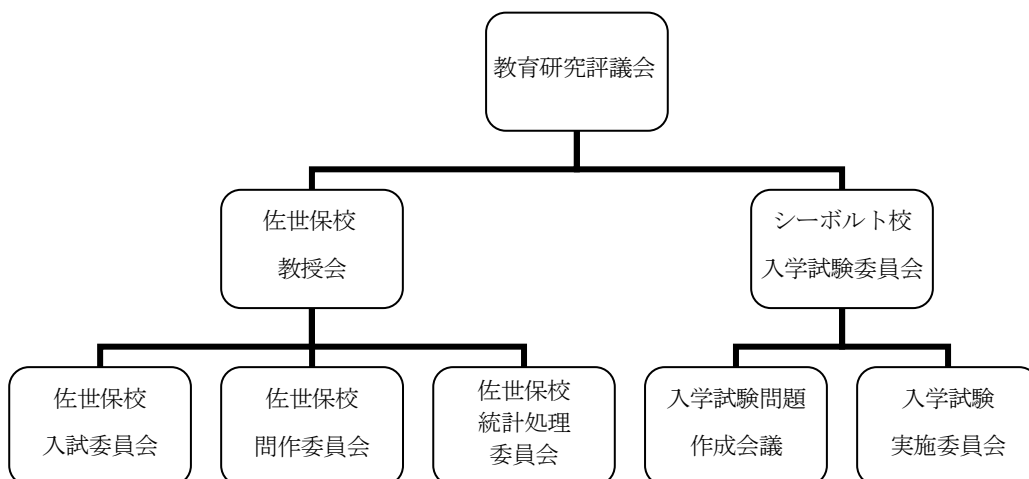 教育研究評議会
佐世保校
教授会
シーボルト校
入学試験委員会
佐世保校
入試委員会
佐世保校
問作委員会
佐世保校
統計処理
委員会
入学試験問題
作成会議
入学試験
実施委員会